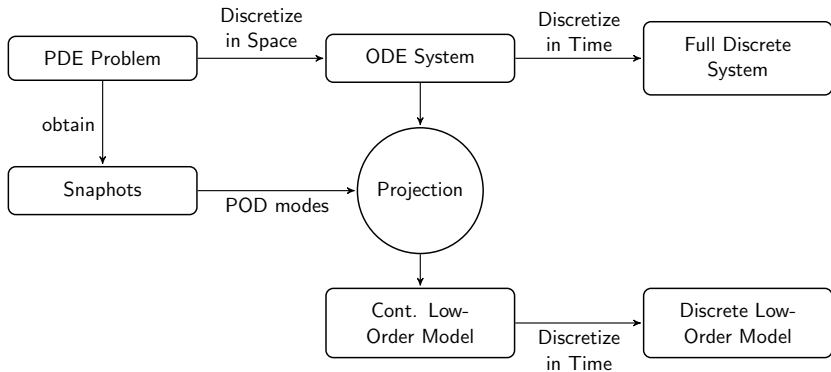 Discretize
in Space
Discretize
in Time
PDE Problem
ODE System
Full Discrete
System
obtain
Snaphots
POD modes
Projection
Cont. Low-
Order Model
Discretize
in Time
Discrete Low-
Order Model